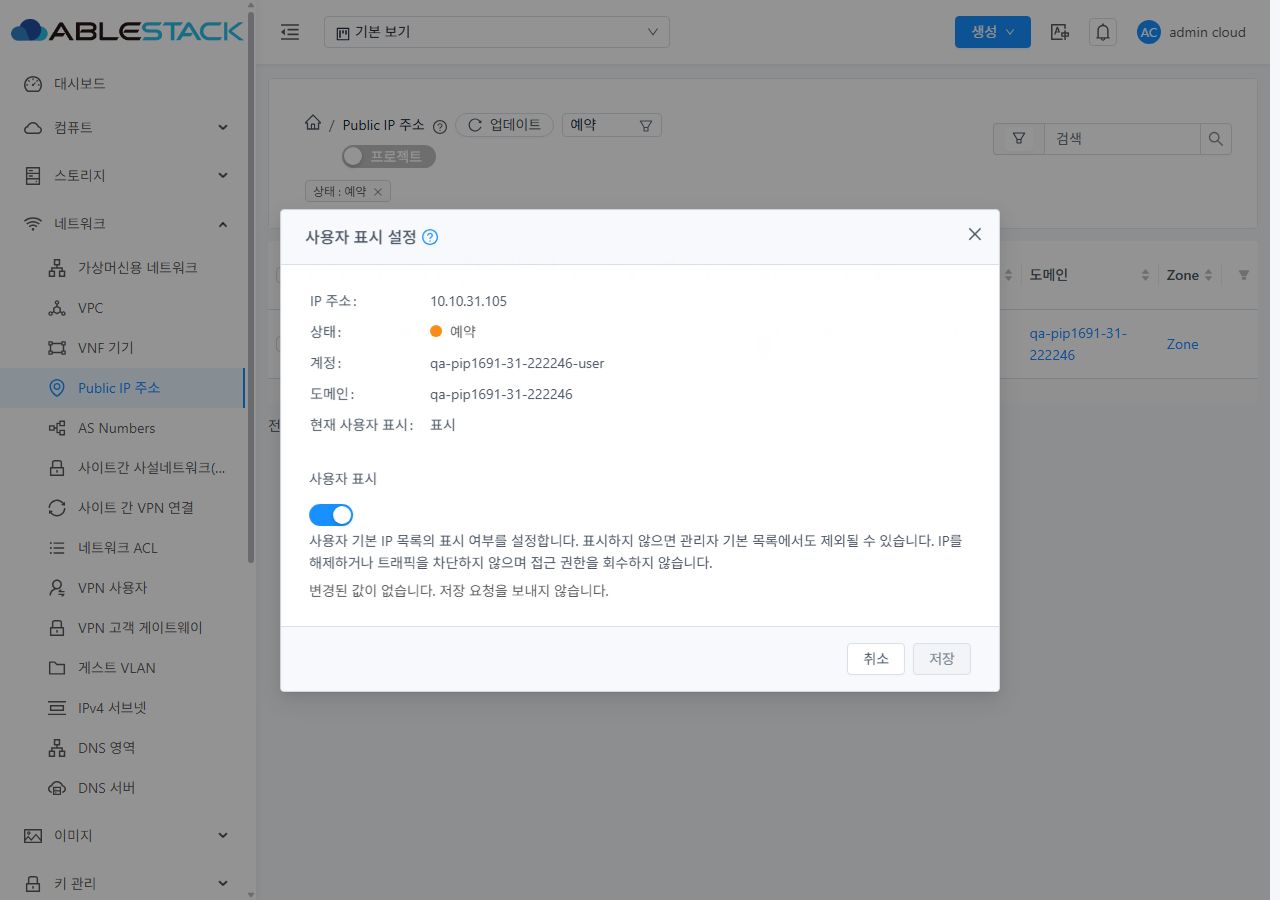 ABLESTACK
기본 보기
생성
AC
admin cloud
대시보드
컴퓨트
스토리지
네트워크
가상머신용 네트워크
VPC
VNF 기기
Public IP 주소
AS Numbers
사이트간 사설네트워크(...
사이트 간 VPN 연결
네트워크 ACL
VPN 사용자
VPN 고객 게이트웨이
게스트 VLAN
IPv4 서브넷
DNS 영역
DNS 서버
이미지
키 관리
/ Public IP 주소
업데이트
예약
프로젝트
검색
상태 : 예약
도메인
Zone
qa-pip1691-31-
222246
Zone
전
사용자 표시 설정
IP 주소: 10.10.31.105
상태: 예약
계정: qa-pip1691-31-222246-user
도메인: qa-pip1691-31-222246
현재 사용자 표시: 표시
사용자 표시
사용자 기본 IP 목록의 표시 여부를 설정합니다. 표시하지 않으면 관리자 기본 목록에서도 제외될 수 있습니다. IP를
해제하거나 트래픽을 차단하지 않으며 접근 권한을 회수하지 않습니다.
변경된 값이 없습니다. 저장 요청을 보내지 않습니다.
취소
저장